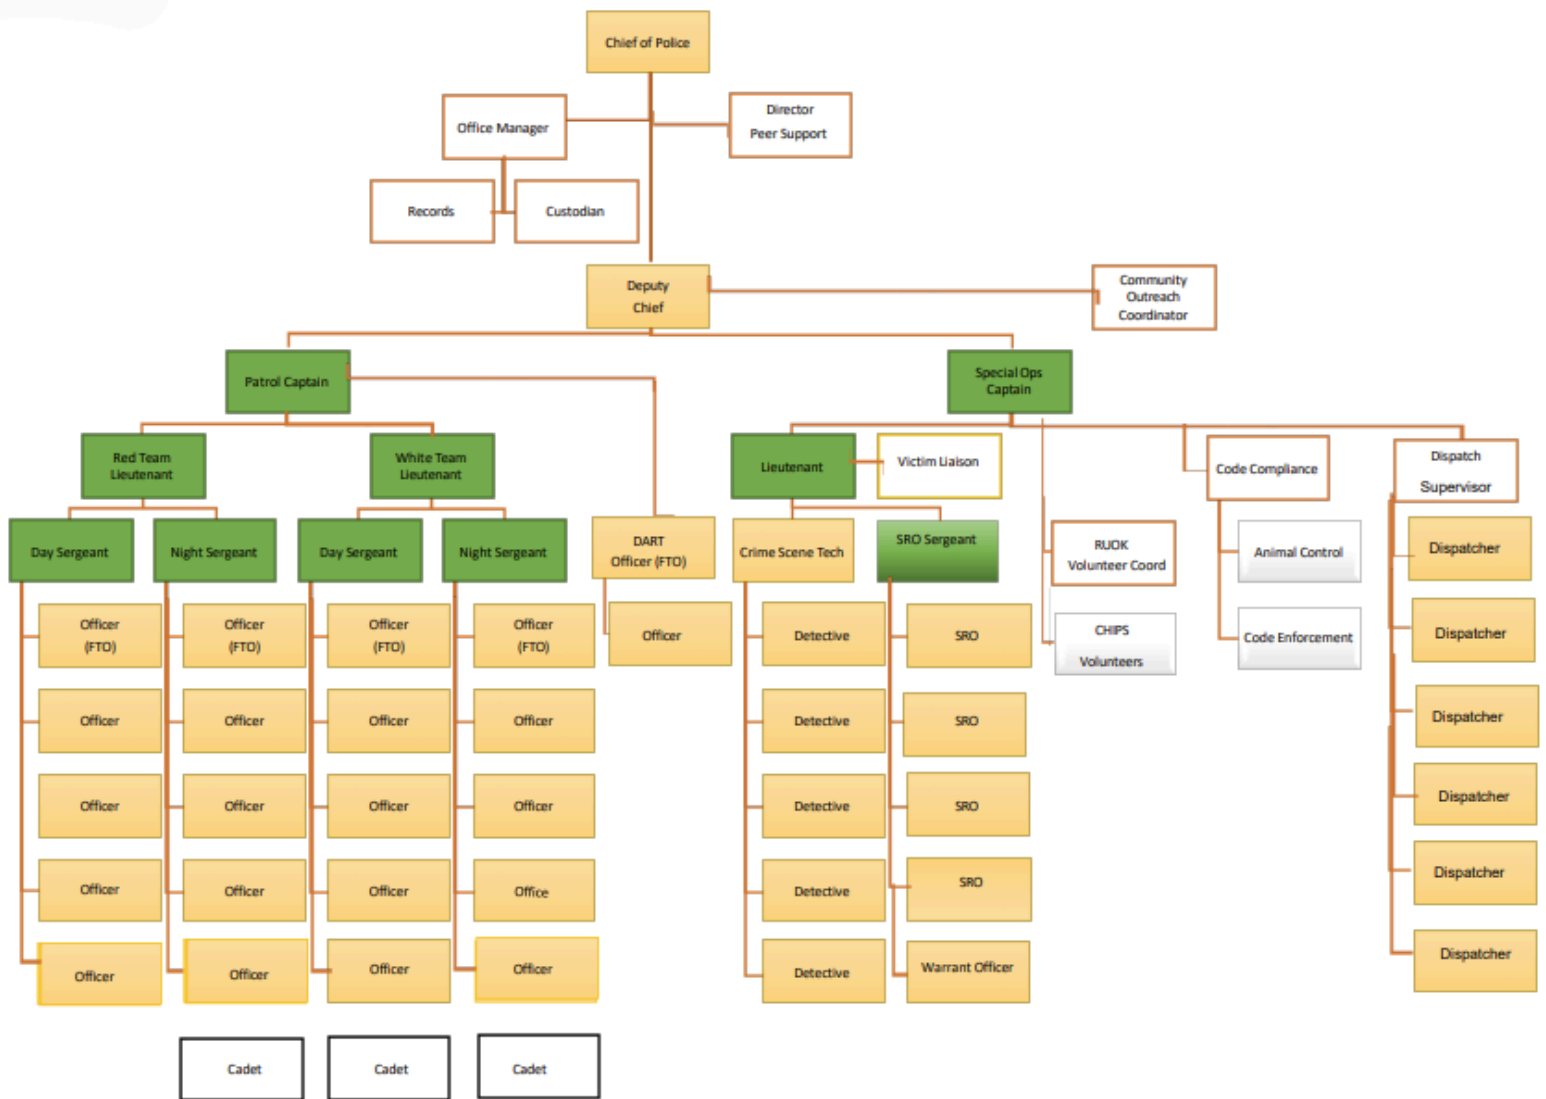 Chief of Police
Director
Peer Support
Office Manager
Records
Custodian
Deputy
Chief
Community
Outreach
Coordinator
Patrol Captain
Special Ops
Captain
Red Team
Lieutenant
White Team
Lieutenant
Lieutenant
Victim Liaison
Code Compliance
Dispatch
Supervisor
Day Sergeant
Night Sergeant
Day Sergeant
Night Sergeant
DART
Officer (FTO)
Crime Scene Tech
SRO Sergeant
RUOK
Volunteer Coord
Animal Control
Dispatcher
Officer
(FTO)
Officer
(FTO)
Officer
(FTO)
Officer
(FTO)
Officer
Detective
SRO
CHIPS
Volunteers
Code Enforcement
Dispatcher
Officer
Officer
Officer
Officer
Detective
SRO
Dispatcher
Officer
Officer
Officer
Officer
Detective
SRO
Dispatcher
Officer
Officer
Officer
Office
Detective
SRO
Dispatcher
Officer
Officer
Officer
Officer
Detective
Warrant Officer
Dispatcher
Cadet
Cadet
Cadet